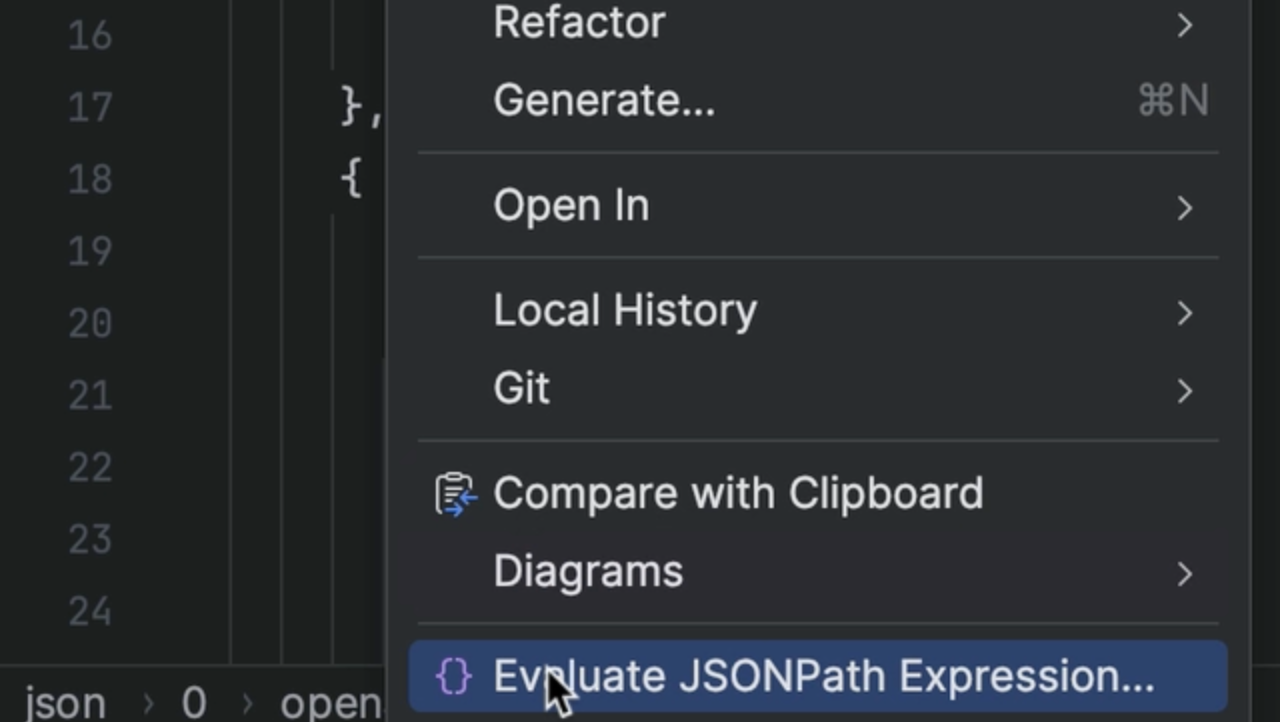 16
Refactor
17 },
Generate... ⌘N
18 {
Open In
19
Local History
20
Git
21
22
Compare with Clipboard
23
Diagrams
24
{} Evaluate JSONPath Expression...
json › 0 › open